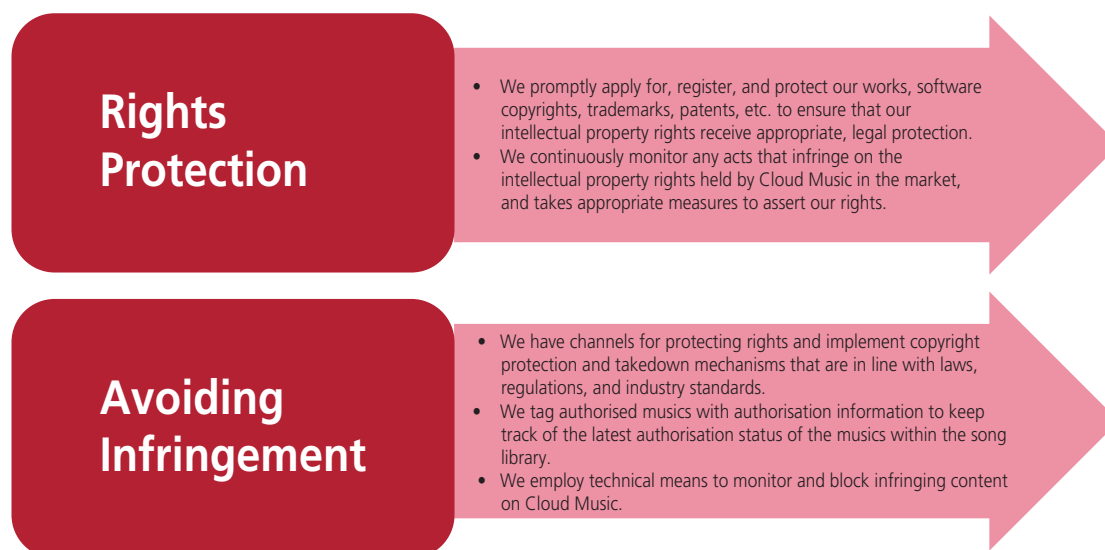 Rights
Protection
• We promptly apply for, register, and protect our works, software
copyrights, trademarks, patents, etc. to ensure that our
intellectual property rights receive appropriate, legal protection.
• We continuously monitor any acts that infringe on the
intellectual property rights held by Cloud Music in the market,
and takes appropriate measures to assert our rights.
Avoiding
Infringement
• We have channels for protecting rights and implement copyright
protection and takedown mechanisms that are in line with laws,
regulations, and industry standards.
• We tag authorised musics with authorisation information to keep
track of the latest authorisation status of the musics within the song
library.
• We employ technical means to monitor and block infringing content
on Cloud Music.